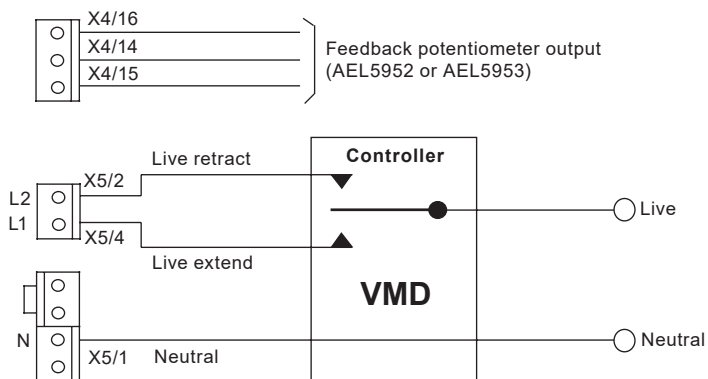 X4/16
X4/14
X4/15
Feedback potentiometer output
(AEL5952 or AEL5953)
Live retract
Controller
X5/2
L2
L1
Live
X5/4
Live extend
VMD
N
Neutral
X5/1
Neutral